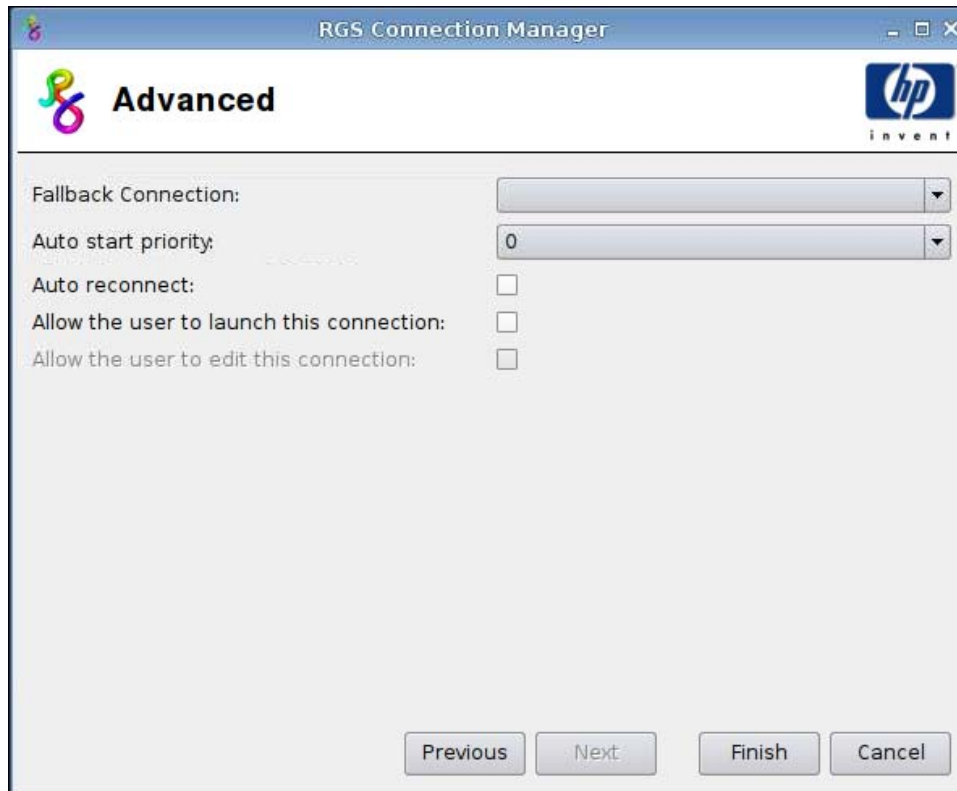 RGS Connection Manager
Advanced
hp
invent
Fallback Connection:
Auto start priority: 0
Auto reconnect:
Allow the user to launch this connection:
Allow the user to edit this connection:
Previous Next Finish Cancel